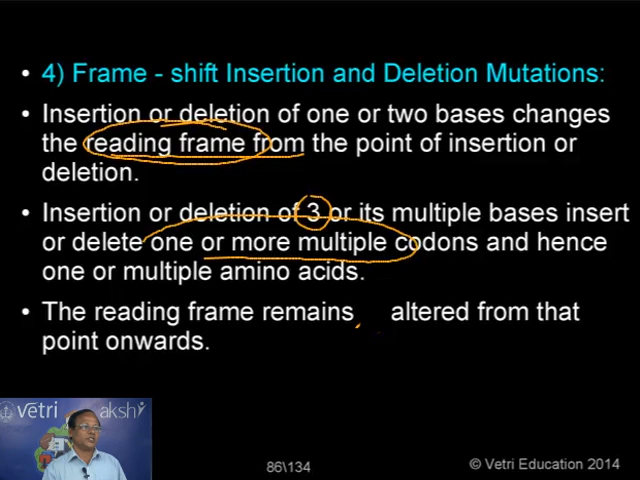 • 4) Frame - shift Insertion and Deletion Mutations:
• Insertion or deletion of one or two bases changes
the reading frame from the point of insertion or
deletion.
• Insertion or deletion of 3 or its multiple bases insert
or delete one or more multiple codons and hence
one or multiple amino acids.
• The reading frame remains altered from that
point onwards.
vetri akshi
86\134
© Vetri Education 2014